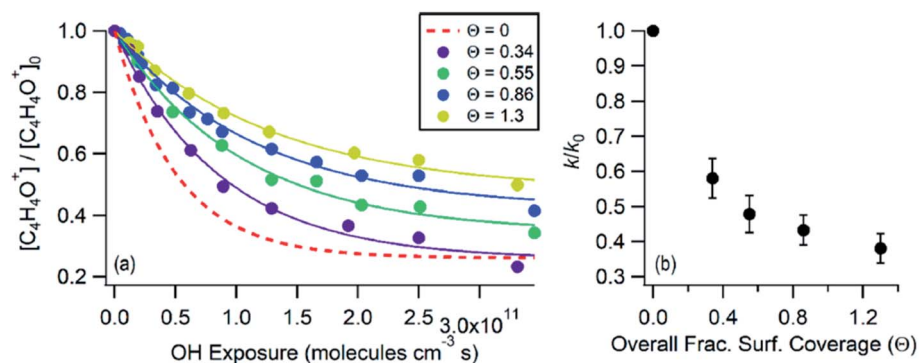 1.0
0.8
0.6
0.4
0.2
[C₄H₄O⁺] / [C₄H₄O⁺]₀
(a)
0.0
0.5
1.0
1.5
2.0
2.5
3.0x10¹¹
OH Exposure (molecules cm⁻³ s)
Θ = 0
Θ = 0.34
Θ = 0.55
Θ = 0.86
Θ = 1.3
1.0
0.9
0.8
0.7
0.6
0.5
0.4
0.3
k/k₀
(b)
0.0
0.4
0.8
1.2
Overall Frac. Surf. Coverage (Θ)